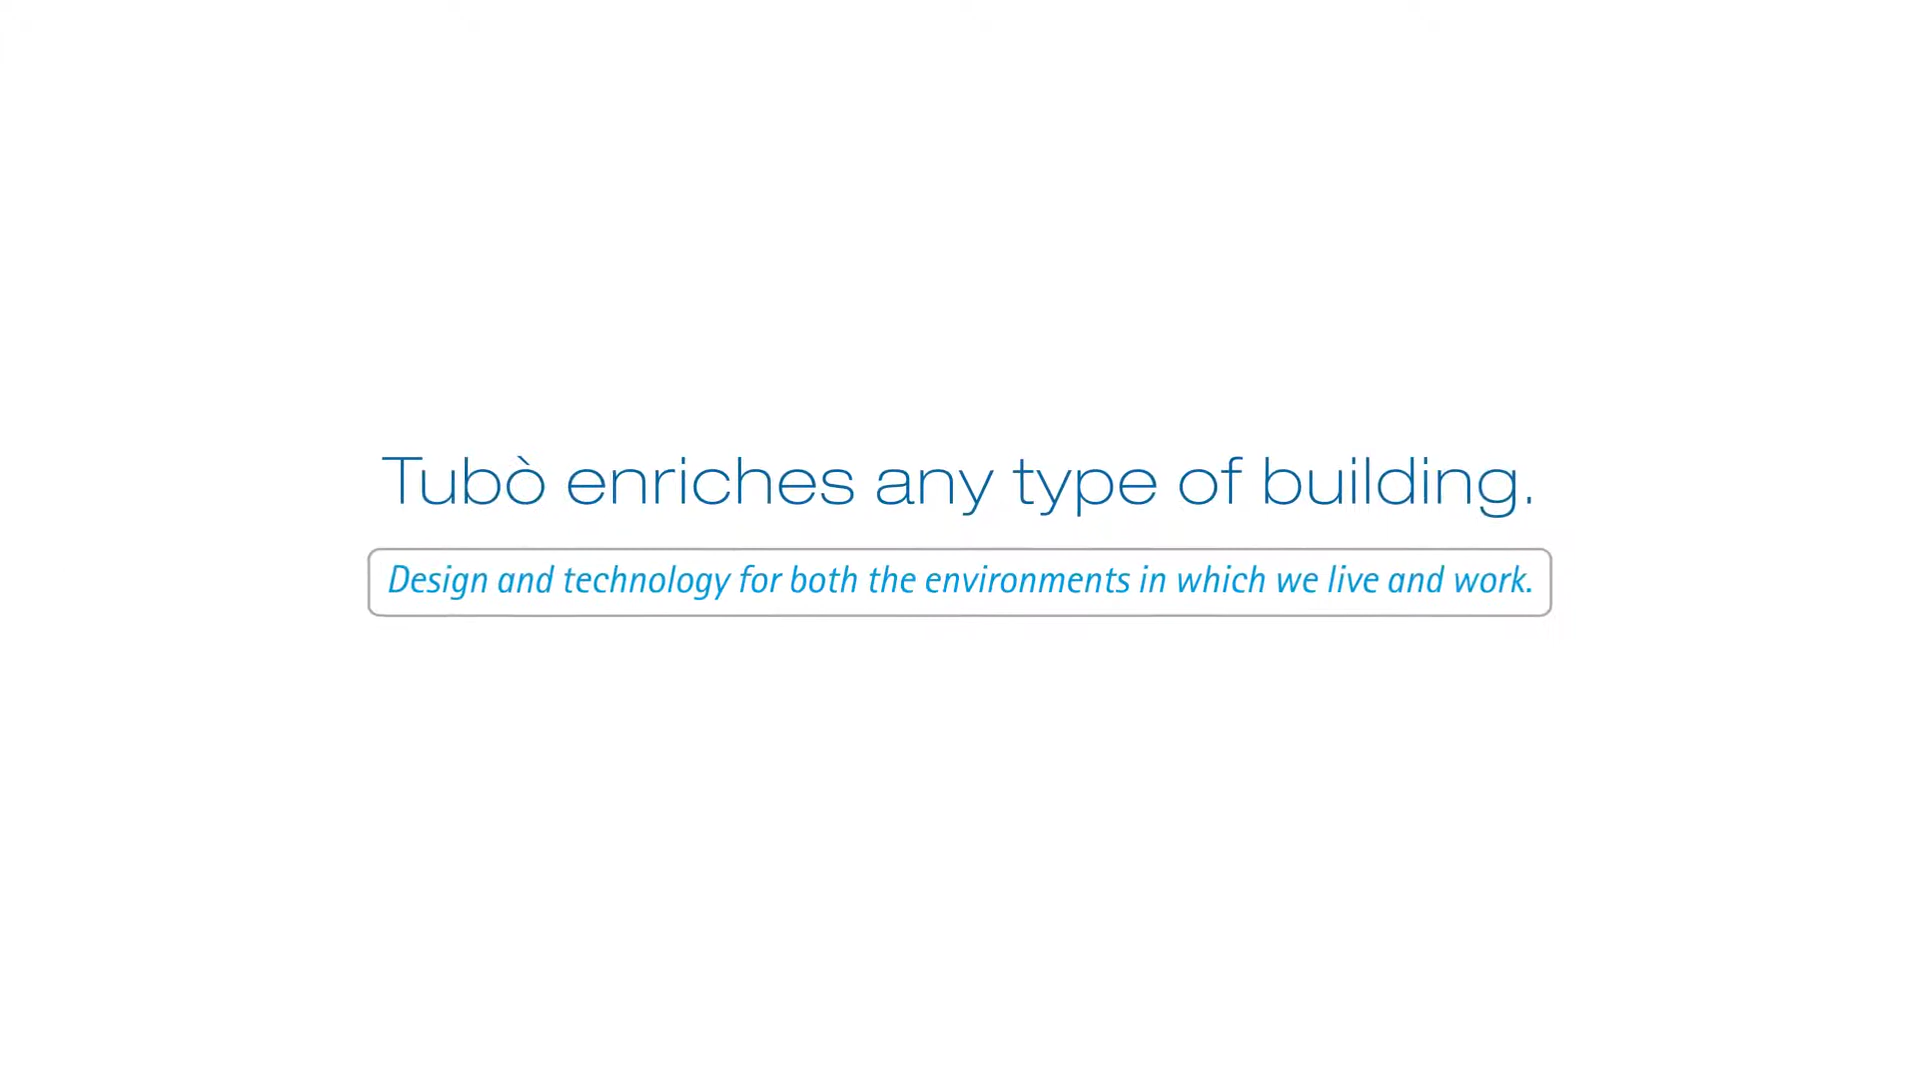 Tubò enriches any type of building.
Design and technology for both the environments in which we live and work.